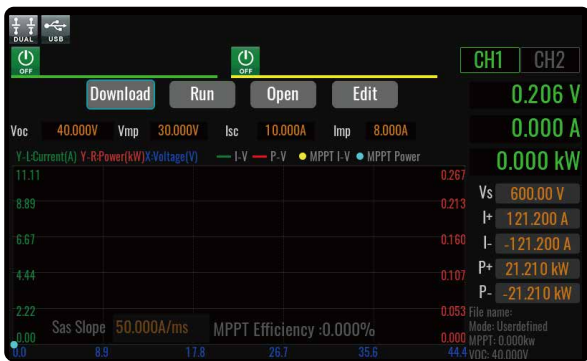 DUAL USB
OFF OFF CH1 CH2
Download Run Open Edit
0.206 V
0.000 A
0.000 kW
Voc 40.000V Vmp 30.000V Isc 10.000A Imp 8.000A
Y-L:Current(A) Y-R:Power(kW) X:Voltage(V) I-V P-V MPPT I-V MPPT Power
11.11 0.267
8.89 0.213
6.67 0.160
4.44 0.107
2.22 0.053
0.00 0.000
Sas Slope 50.000A/ms MPPT Efficiency :0.000%
0.0 8.9 17.8 26.7 35.6 44.4
Vs 600.00 V
I+ 121.200 A
I- -121.200 A
P+ 21.210 kW
P- -21.210 kW
File name:
Mode: Userdefined
MPPT: 0.000kw
VOC: 40.000V